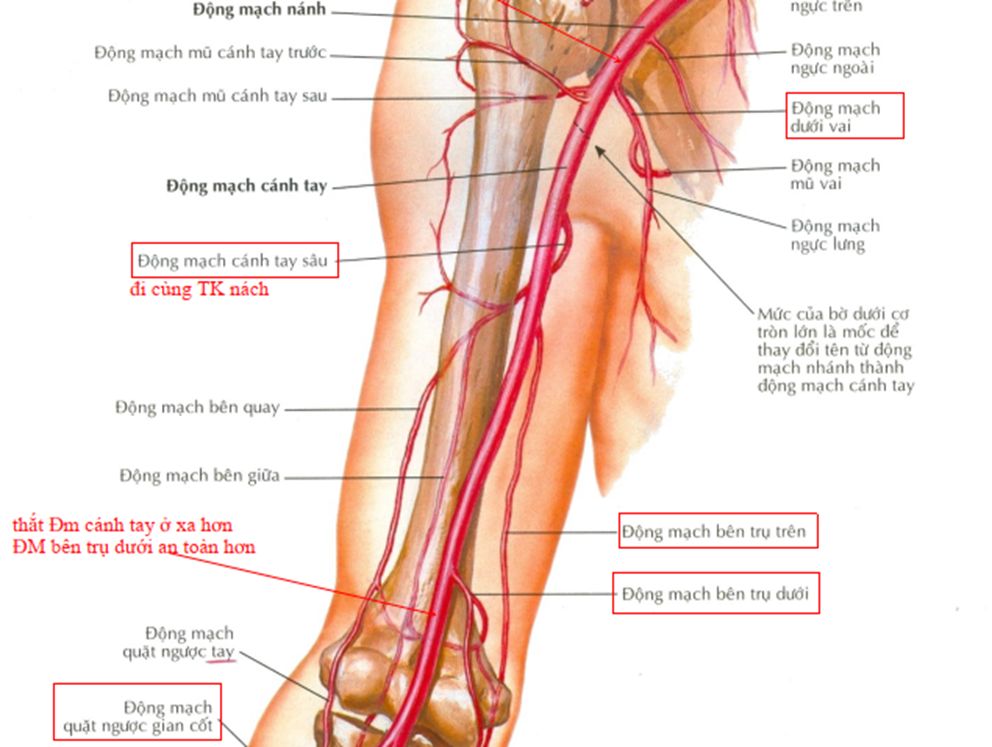 Động mạch nánh
ngực trên
Động mạch mũ cánh tay trước
Động mạch
ngực ngoài
Động mạch mũ cánh tay sau
Động mạch
dưới vai
Động mạch cánh tay
Động mạch
mũ vai
Động mạch
ngực lưng
Động mạch cánh tay sâu
đi cùng TK nách
Mức của bờ dưới cơ
tròn lớn là mốc để
thay đổi tên từ động
mạch nhánh thành
động mạch cánh tay
Động mạch bên quay
Động mạch bên giữa
thắt Đm cánh tay ở xa hơn
ĐM bên trụ dưới an toàn hơn
Động mạch bên trụ trên
Động mạch bên trụ dưới
Động mạch
quặt ngược tay
Động mạch
quặt ngược gian cốt